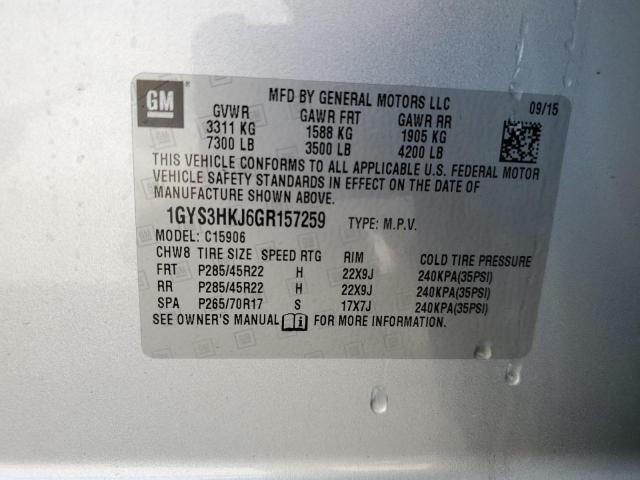 GM ® MFD BY GENERAL MOTORS LLC 09/15
GVWR GAWR FRT GAWR RR
3311 KG 1588 KG 1905 KG
7300 LB 3500 LB 4200 LB
THIS VEHICLE CONFORMS TO ALL APPLICABLE U.S. FEDERAL MOTOR
VEHICLE SAFETY STANDARDS IN EFFECT ON THE DATE OF
MANUFACTURE SHOWN ABOVE.
1GYS3HKJ6GR157259 TYPE: M.P.V.
MODEL: C15906
CHW8 TIRE SIZE SPEED RTG RIM COLD TIRE PRESSURE
FRT P285/45R22 H 22X9J 240KPA(35PSI)
RR P285/45R22 H 22X9J 240KPA(35PSI)
SPA P265/70R17 S 17X7J 240KPA(35PSI)
SEE OWNER'S MANUAL FOR MORE INFORMATION.